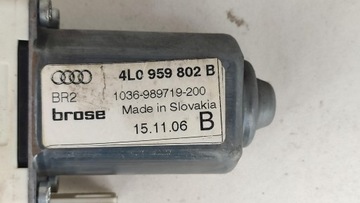 4L0 959 802 B
BR2 1036-989719-200
brose Made in Slovakia
15.11.06 B